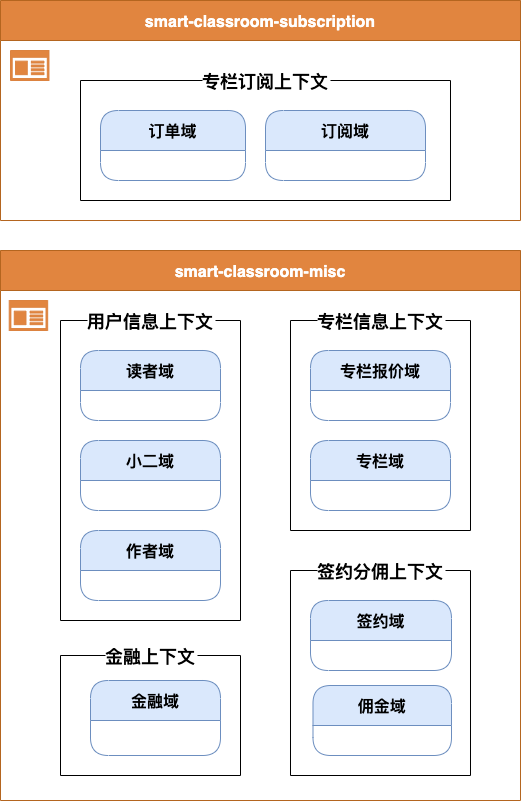 smart-classroom-subscription
专栏订阅上下文
订单域
订阅域
smart-classroom-misc
用户信息上下文
读者域
小二域
作者域
金融上下文
金融域
专栏信息上下文
专栏报价域
专栏域
签约分佣上下文
签约域
佣金域